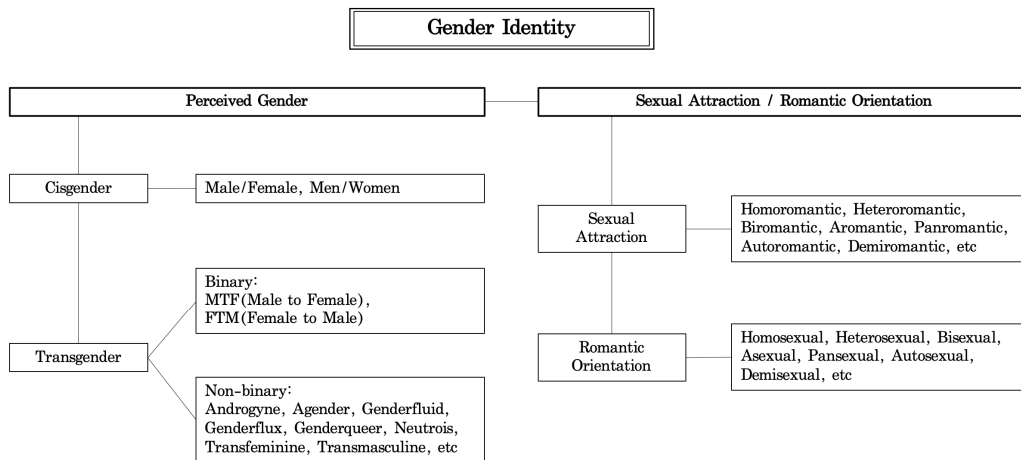 Gender Identity
Perceived Gender
Sexual Attraction / Romantic Orientation
Cisgender
Male/Female, Men/Women
Transgender
Binary:
MTF(Male to Female),
FTM(Female to Male)
Non-binary:
Androgyne, Agender, Genderfluid,
Genderflux, Genderqueer, Neutrois,
Transfeminine, Transmasculine, etc
Sexual
Attraction
Homoromantic, Heteroromantic,
Biromantic, Aromantic, Panromantic,
Autoromantic, Demiromantic, etc
Romantic
Orientation
Homosexual, Heterosexual, Bisexual,
Asexual, Pansexual, Autosexual,
Demisexual, etc